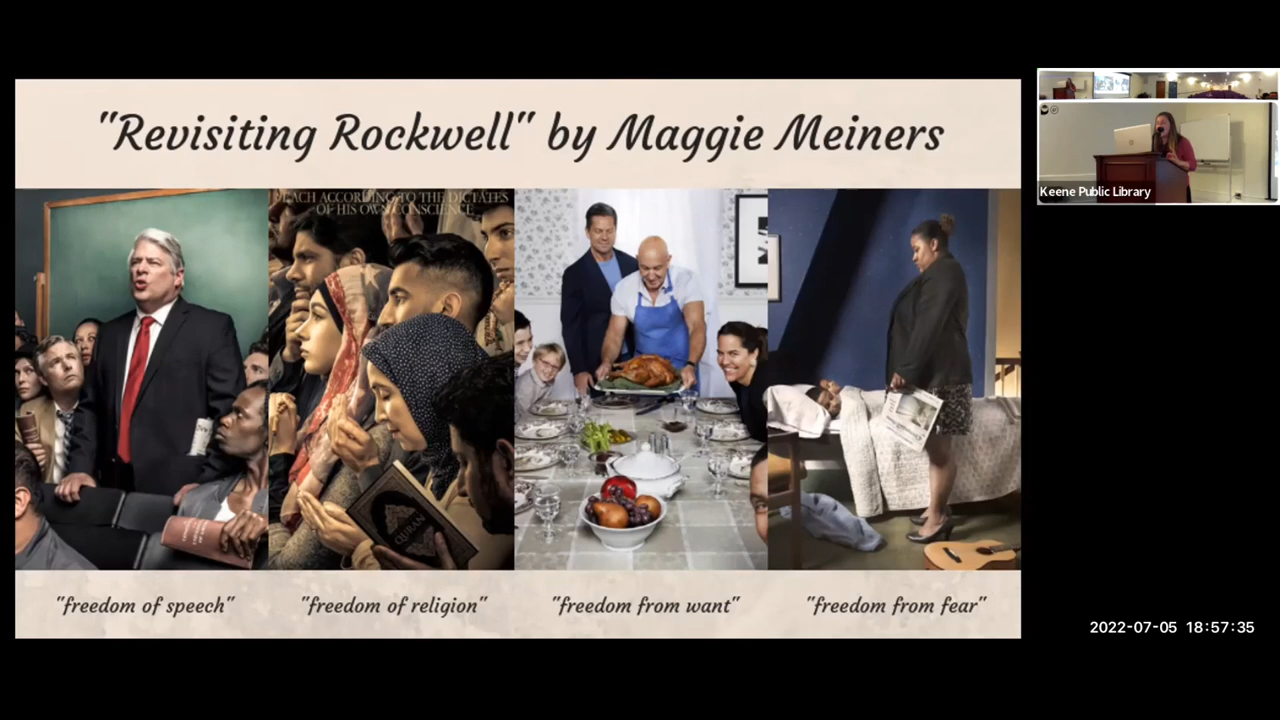 "Revisiting Rockwell" by Maggie Meiners
EACH ACCORDING TO THE DICTATES
OF HIS OWN CONSCIENCE
QURAN
"freedom of speech"
"freedom of religion"
"freedom from want"
"freedom from fear"
Keene Public Library
2022-07-05 18:57:35